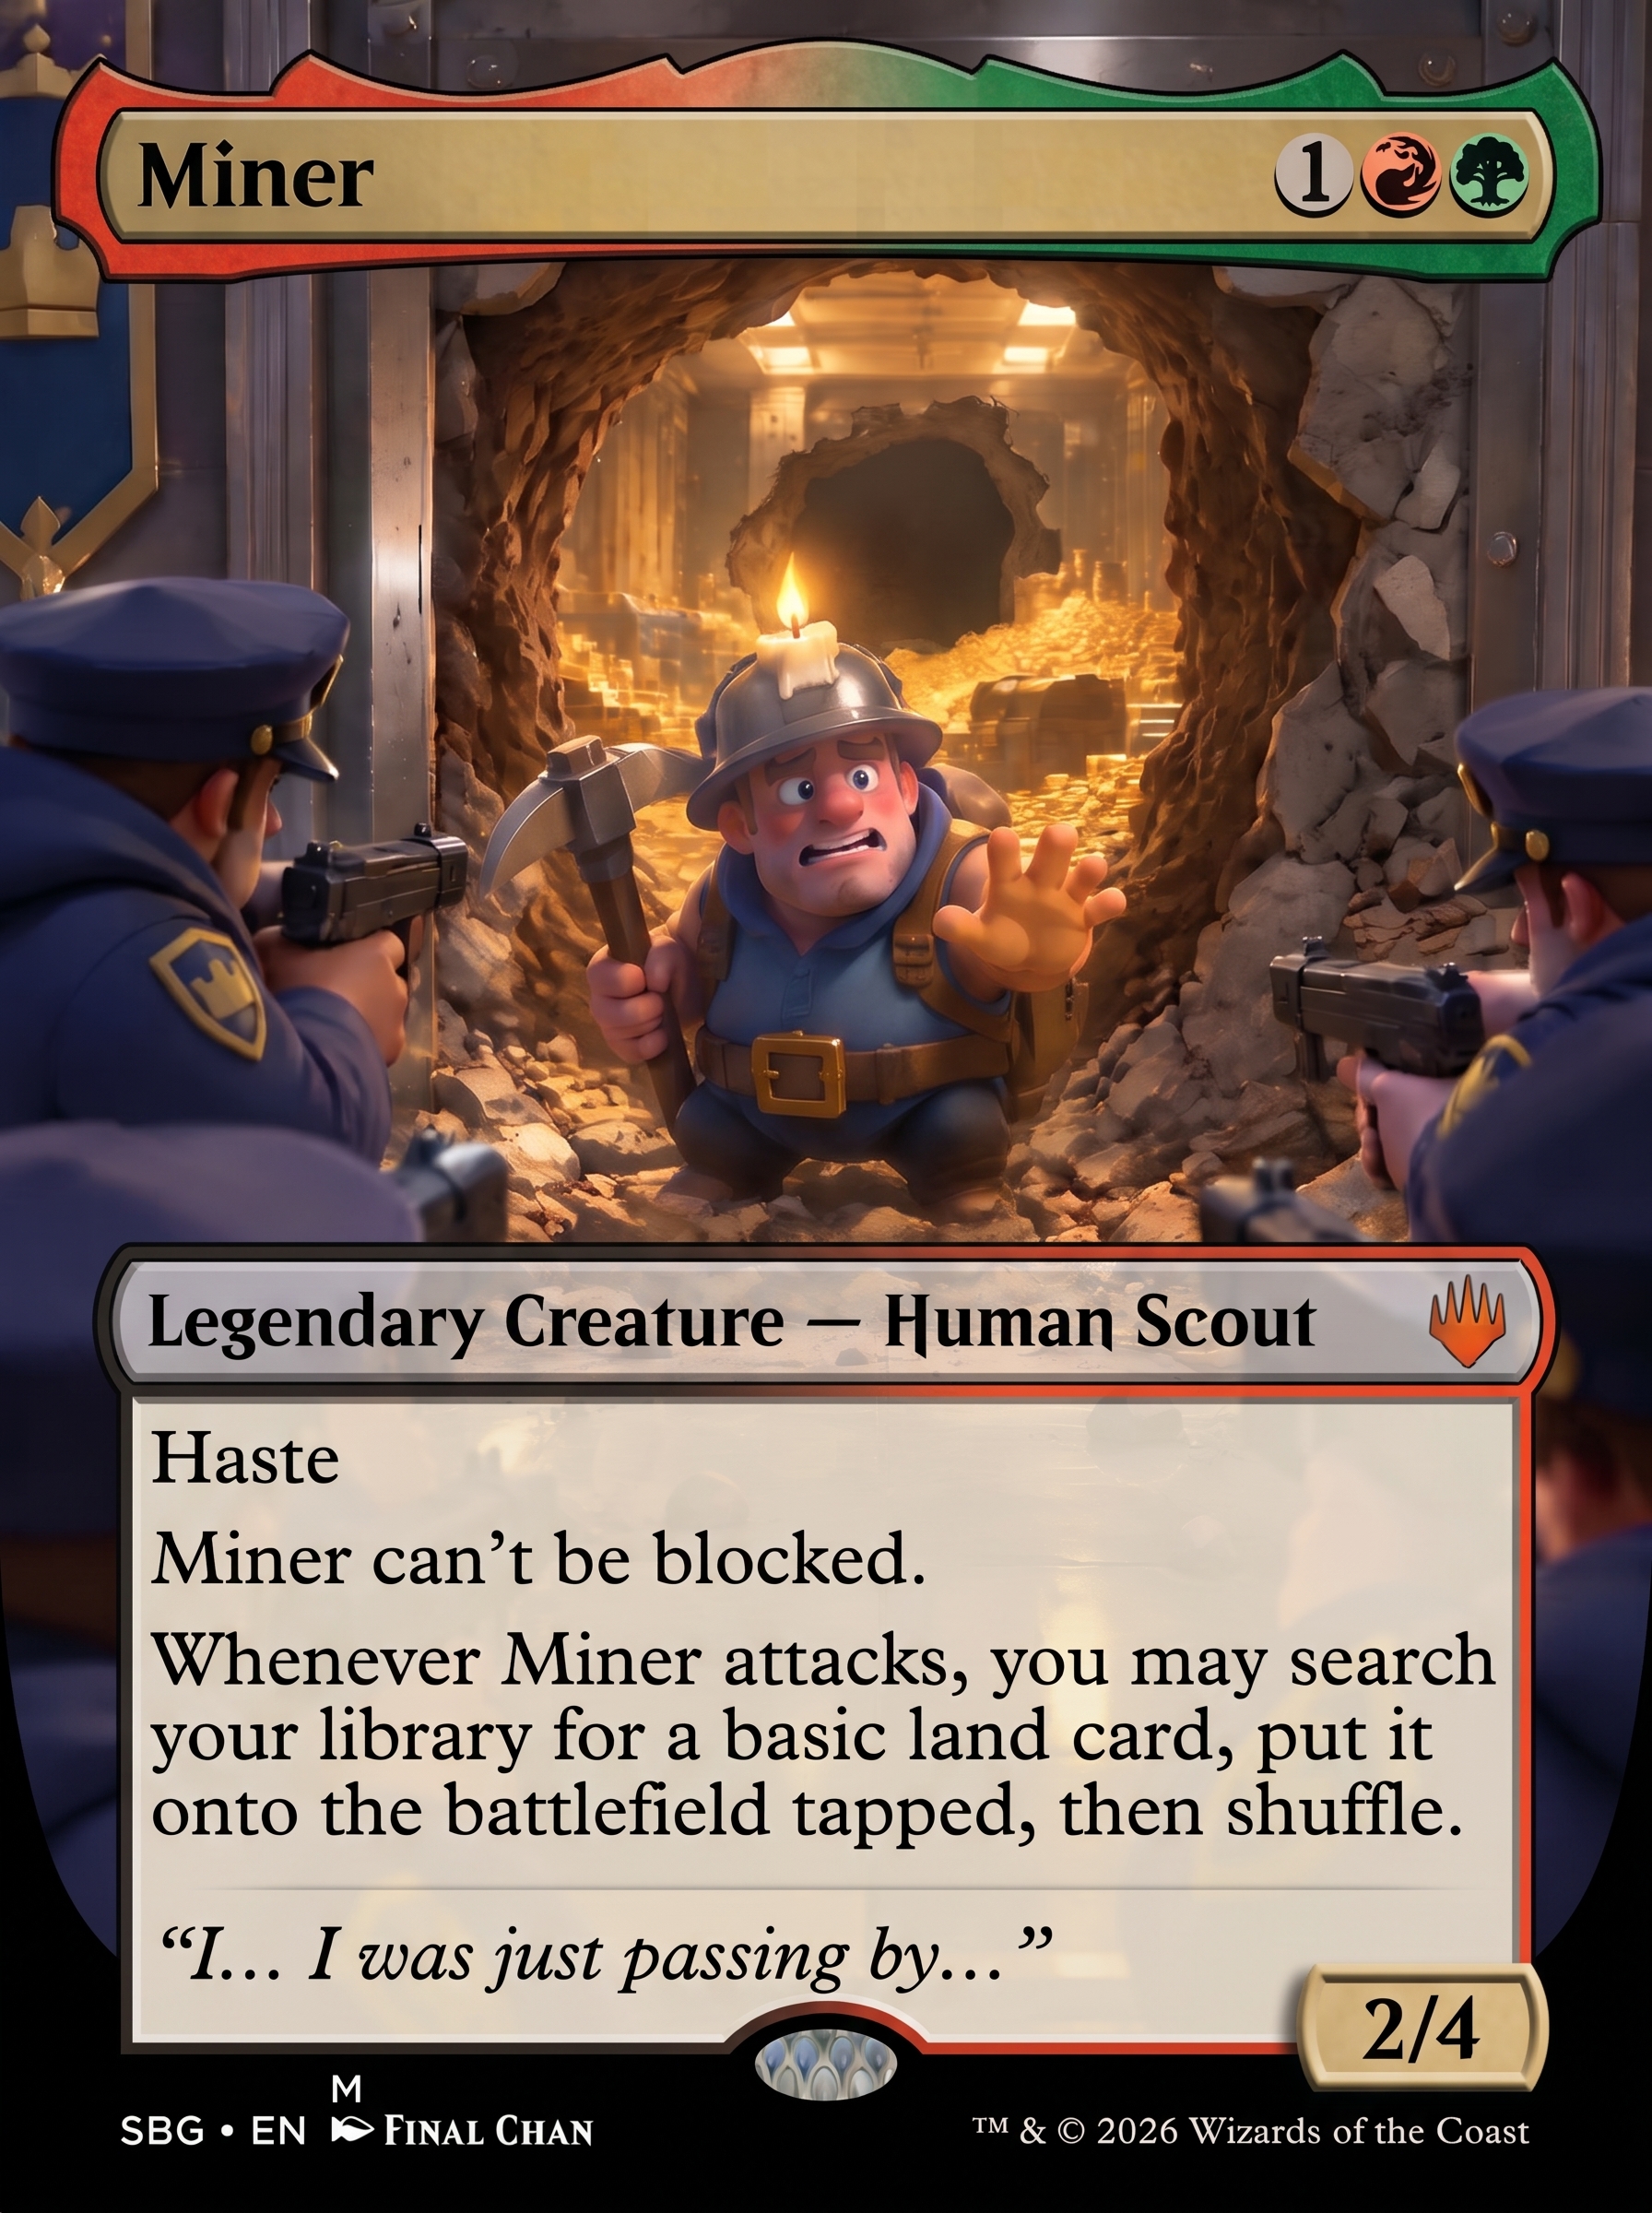 Miner 1
Legendary Creature — Human Scout
Haste
Miner can’t be blocked.
Whenever Miner attacks, you may search
your library for a basic land card, put it
onto the battlefield tapped, then shuffle.
“I… I was just passing by…”
2/4
M
SBG • EN FINAL CHAN
™ & © 2026 Wizards of the Coast